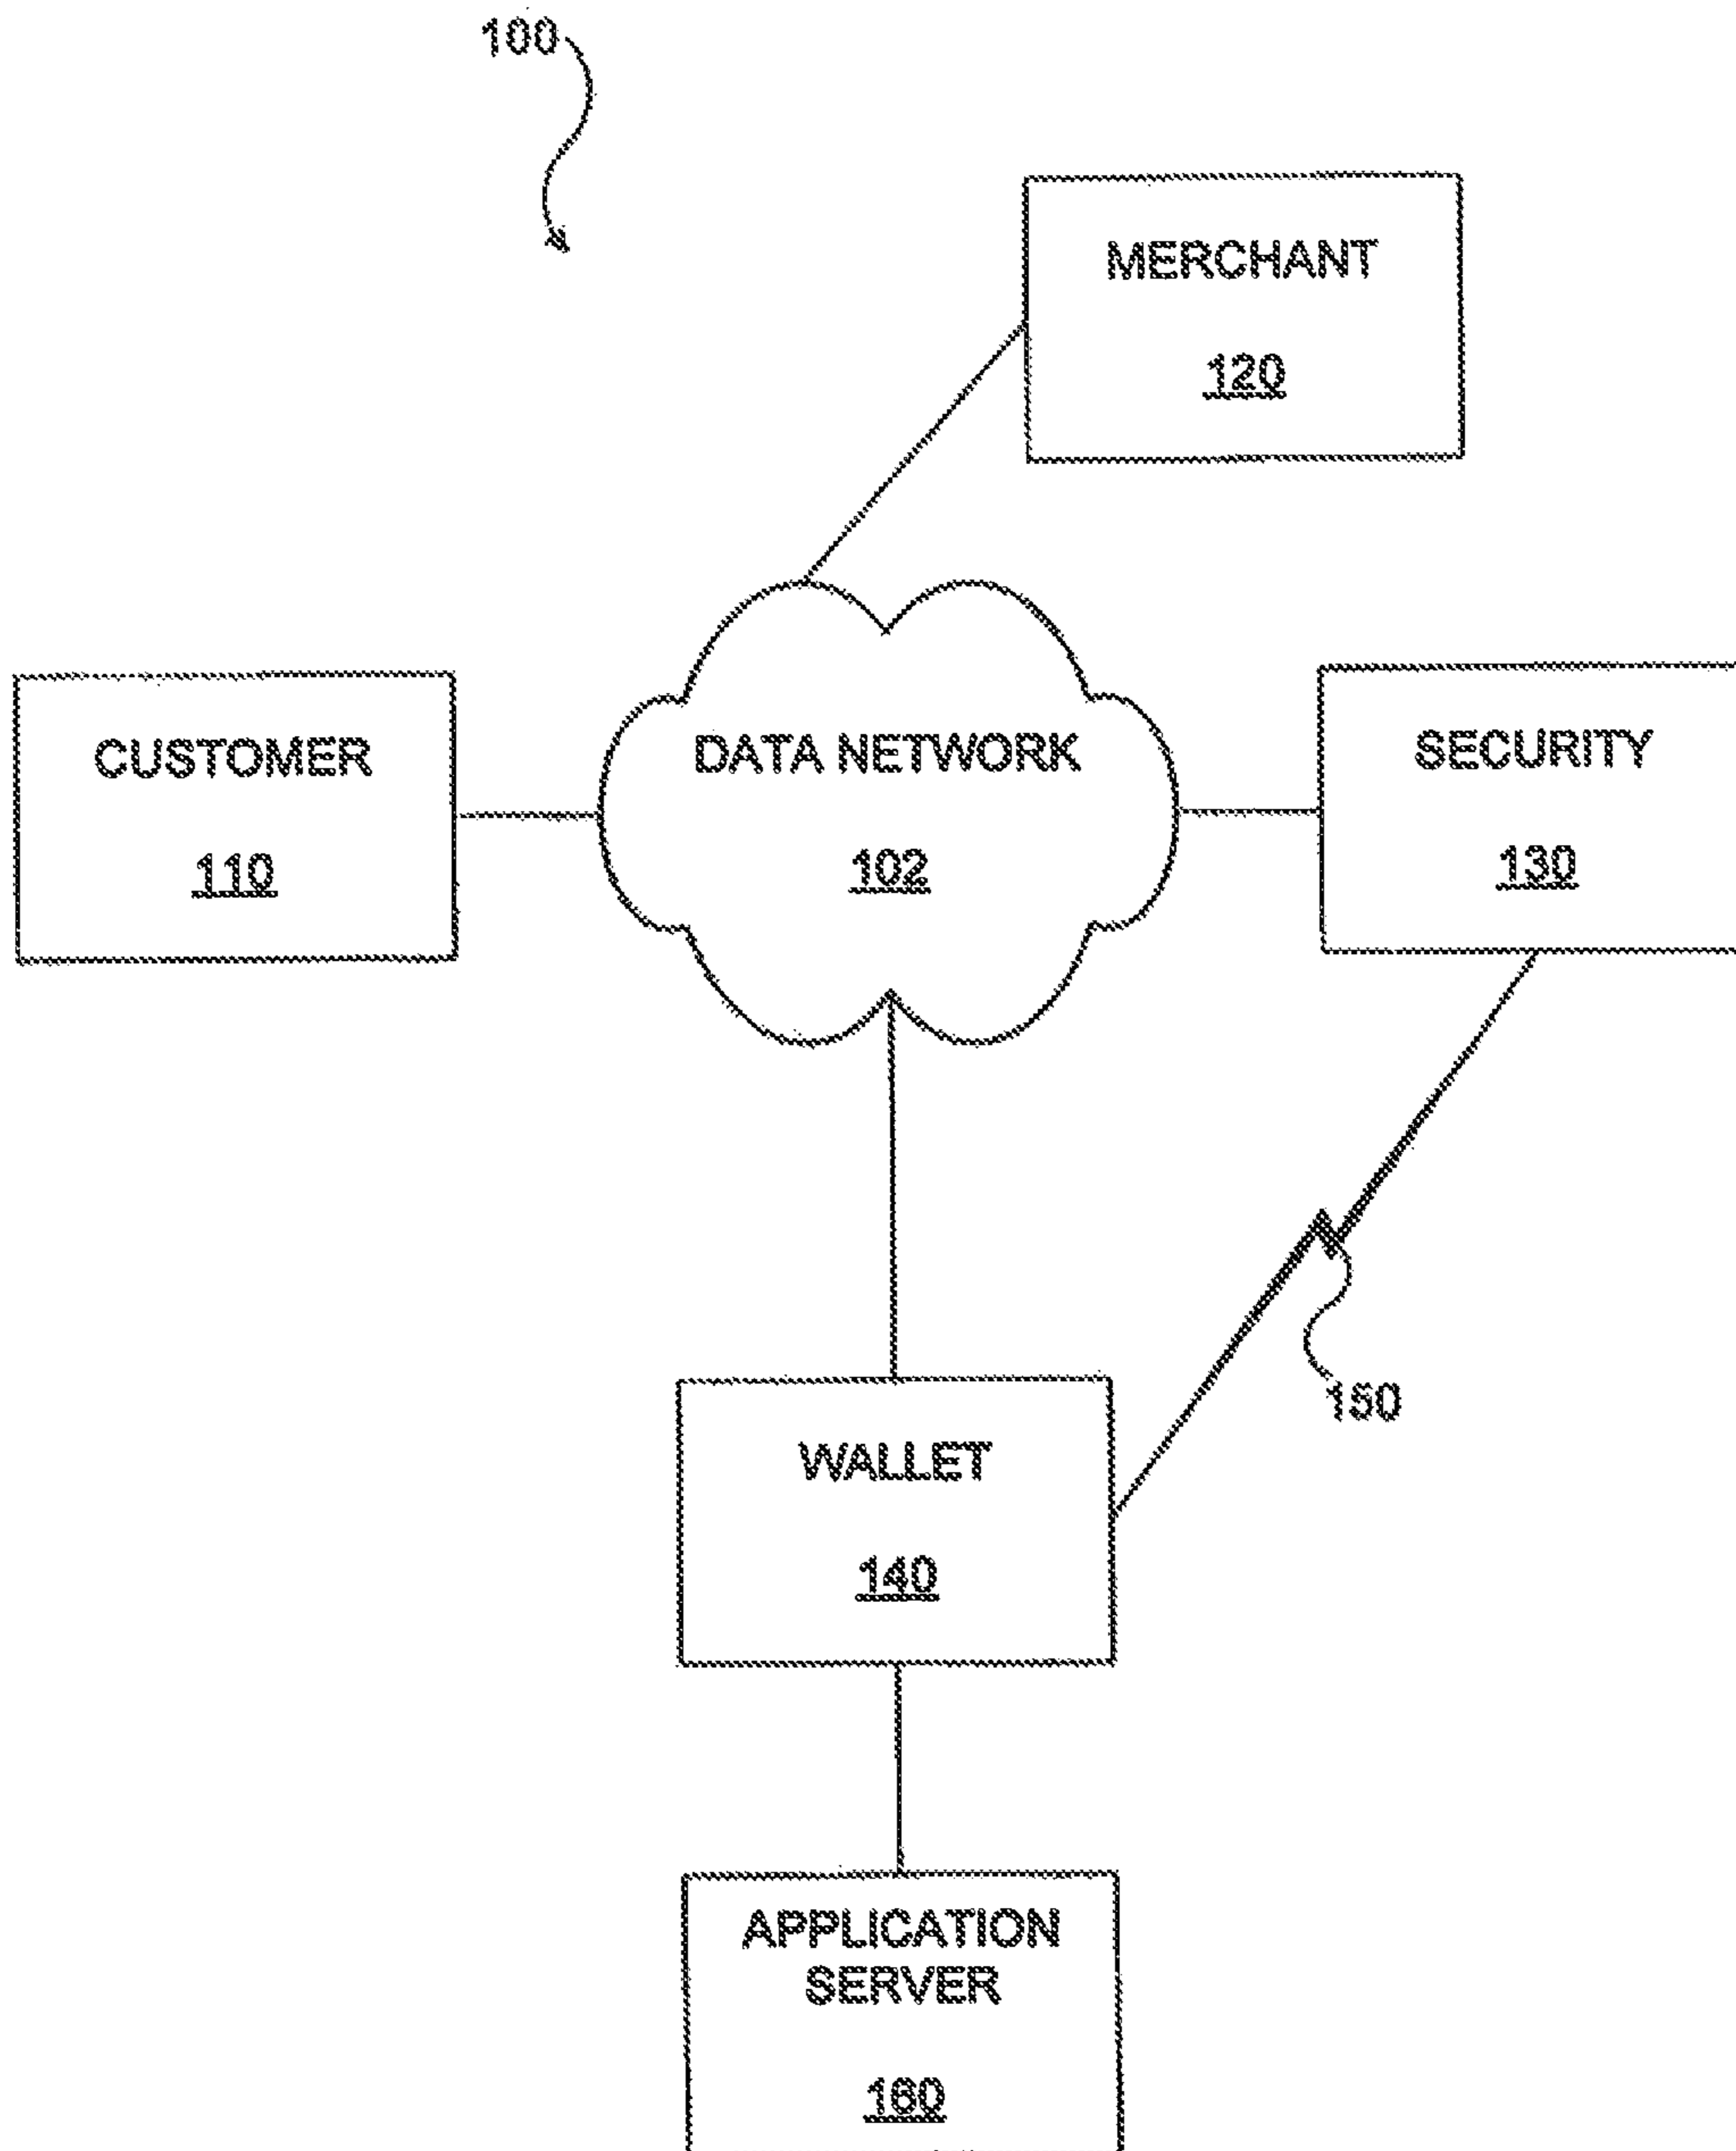 100
MERCHANT
120
CUSTOMER
110
DATA NETWORK
102
SECURITY
130
150
WALLET
140
APPLICATION
SERVER
160